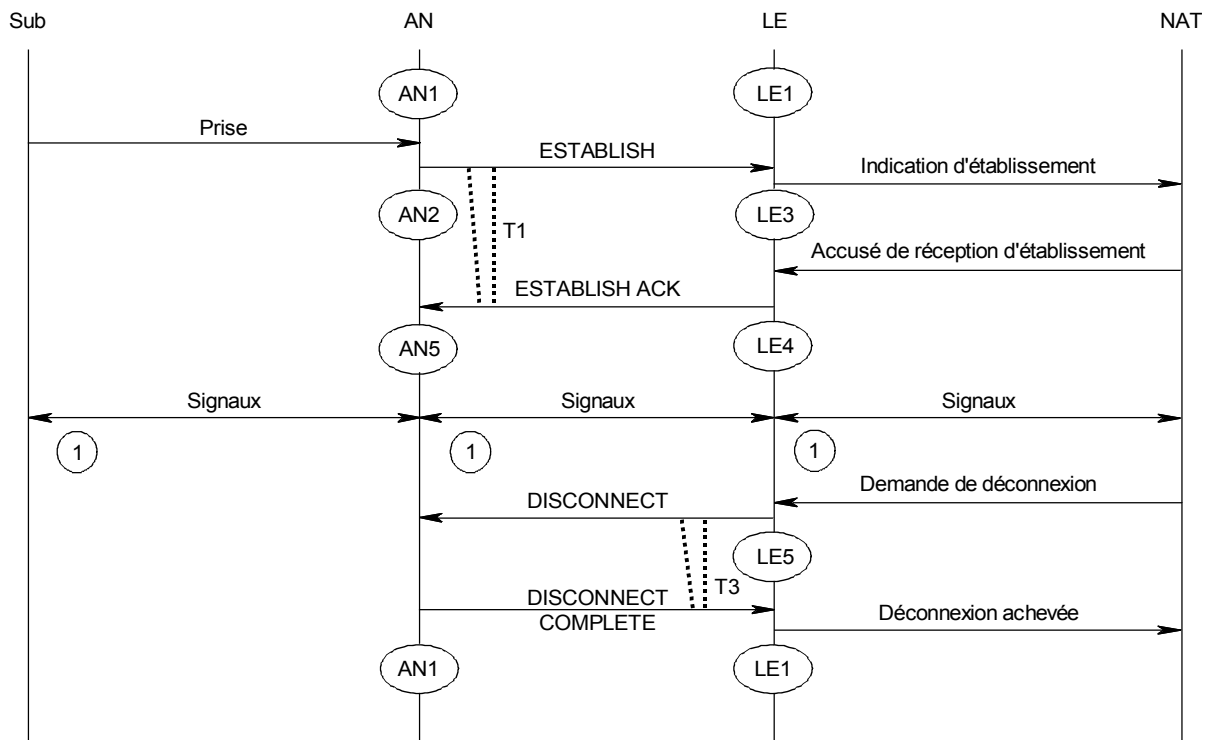 Sub AN LE NAT
AN1 LE1
Prise
ESTABLISH
Indication d'établissement
AN2 LE3
T1
Accusé de réception d'établissement
ESTABLISH ACK
AN5 LE4
Signaux Signaux Signaux
1 1 1
Demande de déconnexion
DISCONNECT
LE5
T3
DISCONNECT
COMPLETE
Déconnexion achevée
AN1 LE1